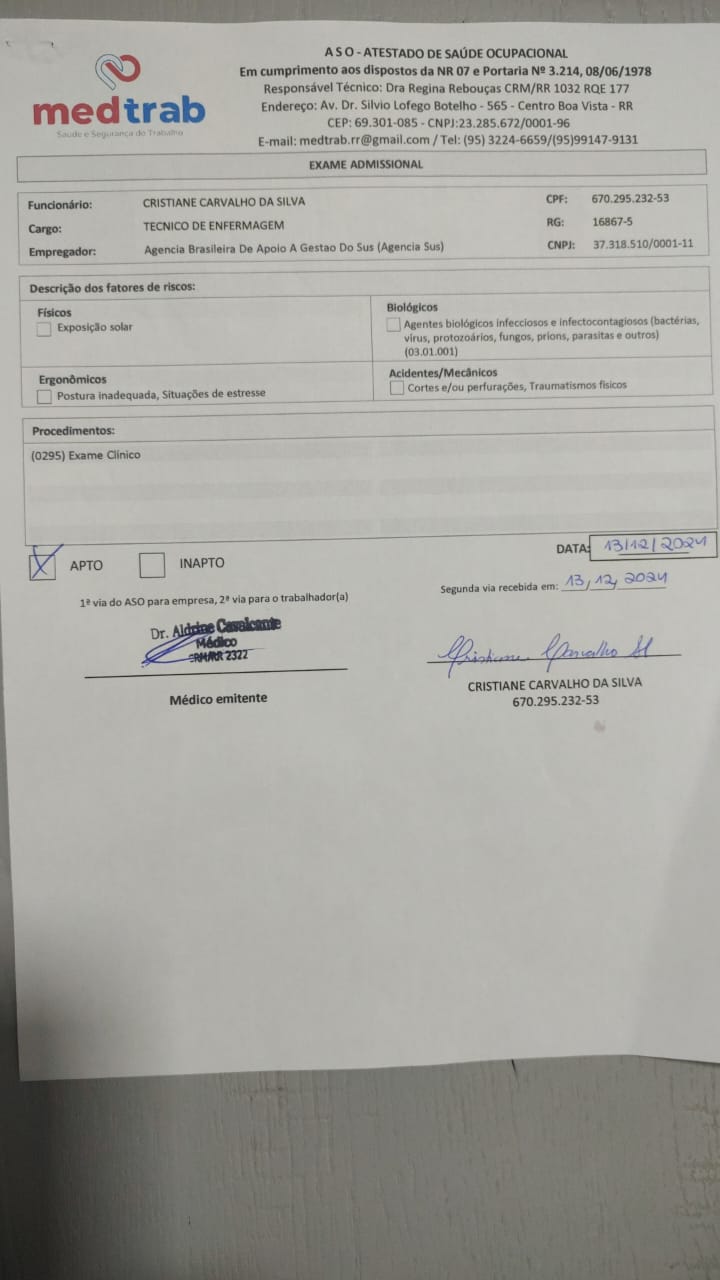 medtrab
Saúde e Segurança do Trabalho
A S O - ATESTADO DE SAÚDE OCUPACIONAL
Em cumprimento aos dispostos da NR 07 e Portaria Nº 3.214, 08/06/1978
Responsável Técnico: Dra Regina Rebouças CRM/RR 1032 RQE 177
Endereço: Av. Dr. Silvio Lofego Botelho - 565 - Centro Boa Vista - RR
CEP: 69.301-085 - CNPJ:23.285.672/0001-96
E-mail: medtrab.rr@gmail.com / Tel: (95) 3224-6659/(95)99147-9131
EXAME ADMISSIONAL
Funcionário: CRISTIANE CARVALHO DA SILVA CPF: 670.295.232-53
Cargo: TECNICO DE ENFERMAGEM RG: 16867-5
Empregador: Agencia Brasileira De Apoio A Gestao Do Sus (Agencia Sus) CNPJ: 37.318.510/0001-11
Descrição dos fatores de riscos:
Físicos
Exposição solar
Biológicos
Agentes biológicos infecciosos e infectocontagiosos (bactérias,
vírus, protozoários, fungos, prions, parasitas e outros)
(03.01.001)
Ergonômicos
Postura inadequada, Situações de estresse
Acidentes/Mecânicos
Cortes e/ou perfurações, Traumatismos físicos
Procedimentos:
(0295) Exame Clínico
X APTO INAPTO
DATA: 13/12/2024
1ª via do ASO para empresa, 2ª via para o trabalhador(a)
Segunda via recebida em: 13/12/2024
Dr. Aldrine Cavalcante
Médico
CRM/RR 2322
Médico emitente
Cristiane Carvalho
CRISTIANE CARVALHO DA SILVA
670.295.232-53